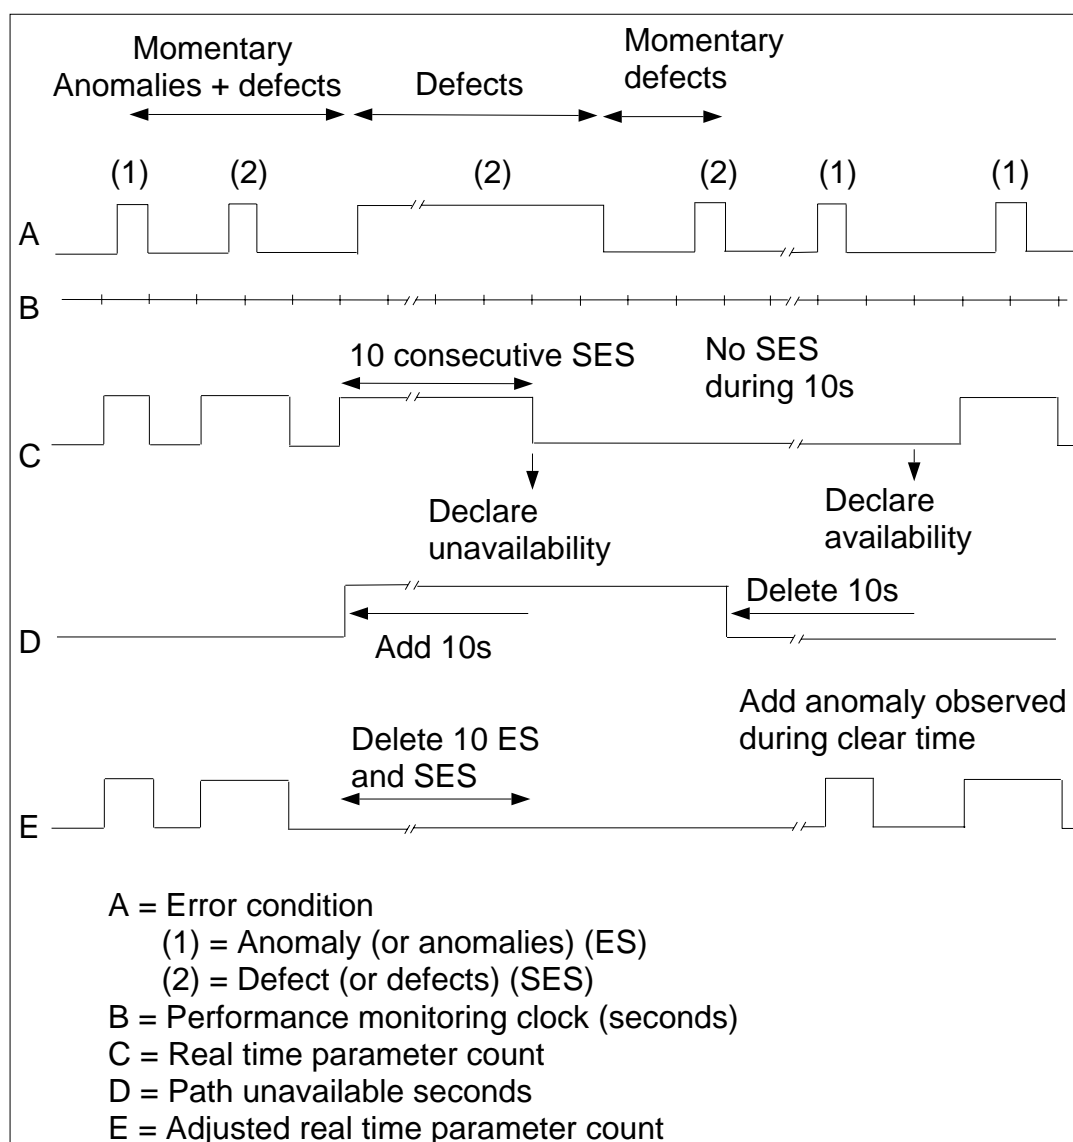 Momentary
Anomalies + defects
Defects
Momentary
defects
(1)
(2)
(2)
(2)
(1)
(1)
A
B
10 consecutive SES
No SES
during 10s
C
Declare
unavailability
Declare
availability
Delete 10s
D
Add 10s
Add anomaly observed
during clear time
Delete 10 ES
and SES
E
A = Error condition
(1) = Anomaly (or anomalies) (ES)
(2) = Defect (or defects) (SES)
B = Performance monitoring clock (seconds)
C = Real time parameter count
D = Path unavailable seconds
E = Adjusted real time parameter count